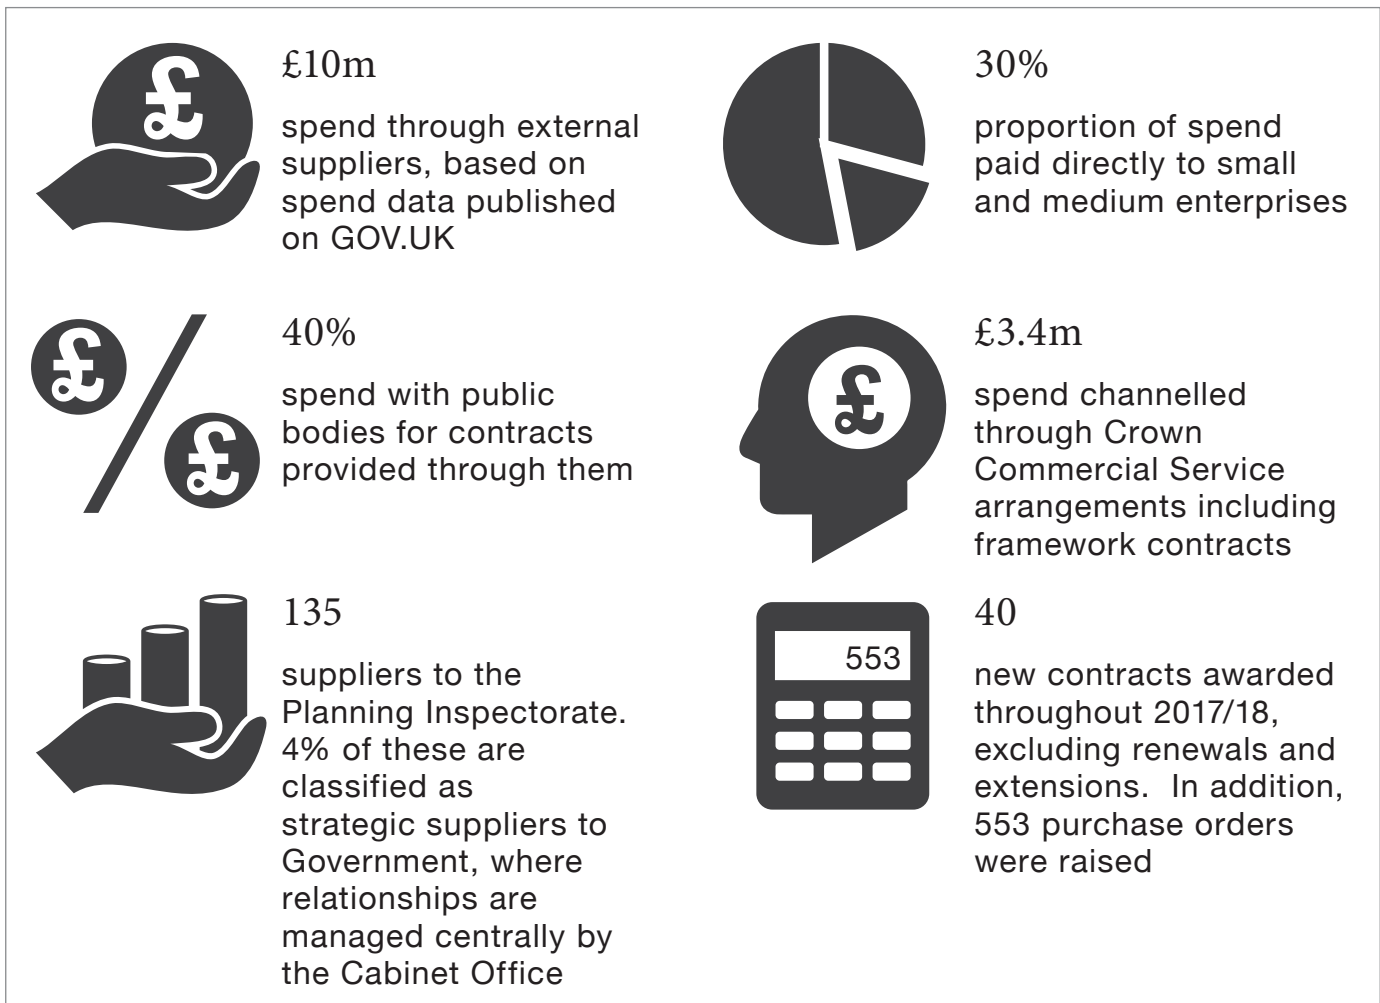 £10m
spend through external
suppliers, based on
spend data published
on GOV.UK
30%
proportion of spend
paid directly to small
and medium enterprises
£
£
£
40%
spend with public
bodies for contracts
provided through them
£
£3.4m
spend channelled
through Crown
Commercial Service
arrangements including
framework contracts
135
suppliers to the
Planning Inspectorate.
4% of these are
classified as
strategic suppliers to
Government, where
relationships are
managed centrally by
the Cabinet Office
553
40
new contracts awarded
throughout 2017/18,
excluding renewals and
extensions.  In addition,
553 purchase orders
were raised